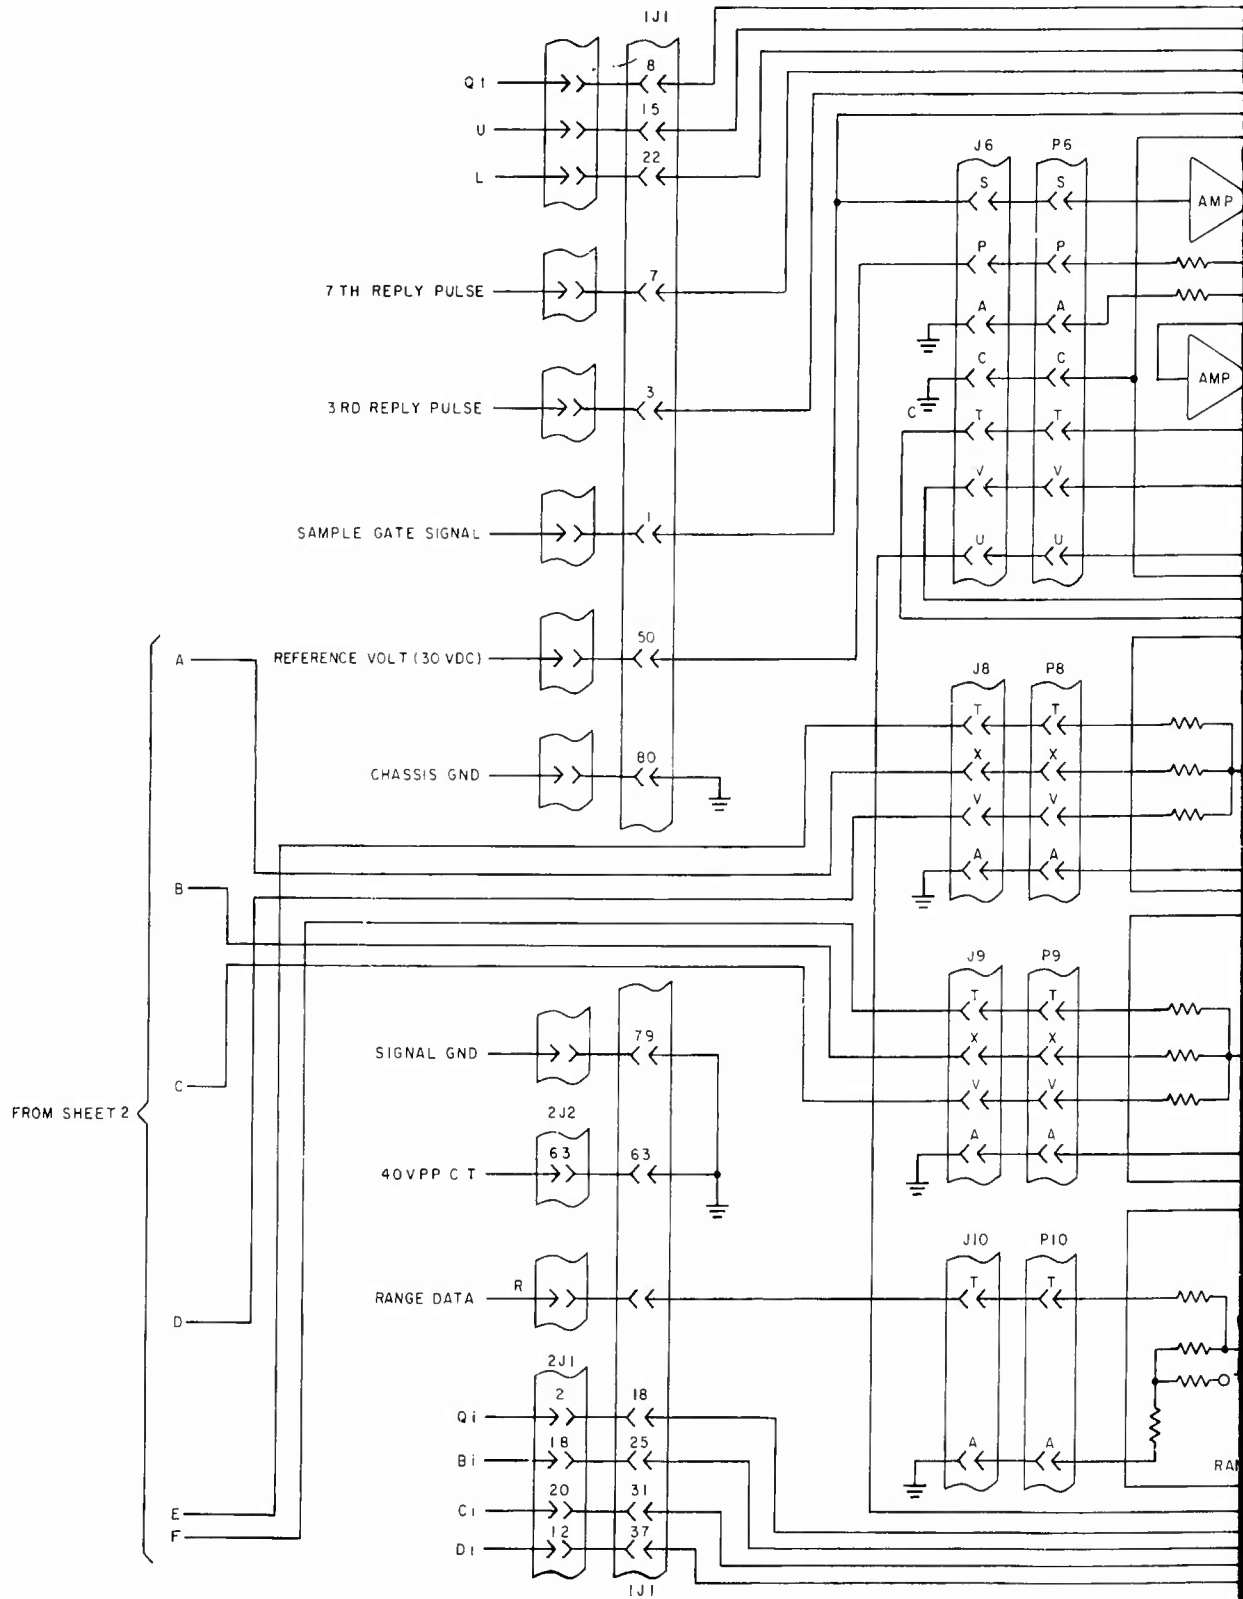 1J1
Q1 8
U 15
L 22
7TH REPLY PULSE 7
3RD REPLY PULSE 3
SAMPLE GATE SIGNAL 1
REFERENCE VOLT (30 VDC) 50
CHASSIS GND 80
J6 P6
S S AMP
P P
A A
C C AMP
C
T T
V V
U U
J8 P8
T T
X X
V V
A A
J9 P9
T T
X X
V V
A A
J10 P10
T T
A A
RAN
FROM SHEET 2
A
B
C
D
E
F
SIGNAL GND 79
2J2
40VPP C T 63 63
RANGE DATA R
2J1
Qi 2 18
Bi 18 25
Ci 20 31
Di 12 37
1J1